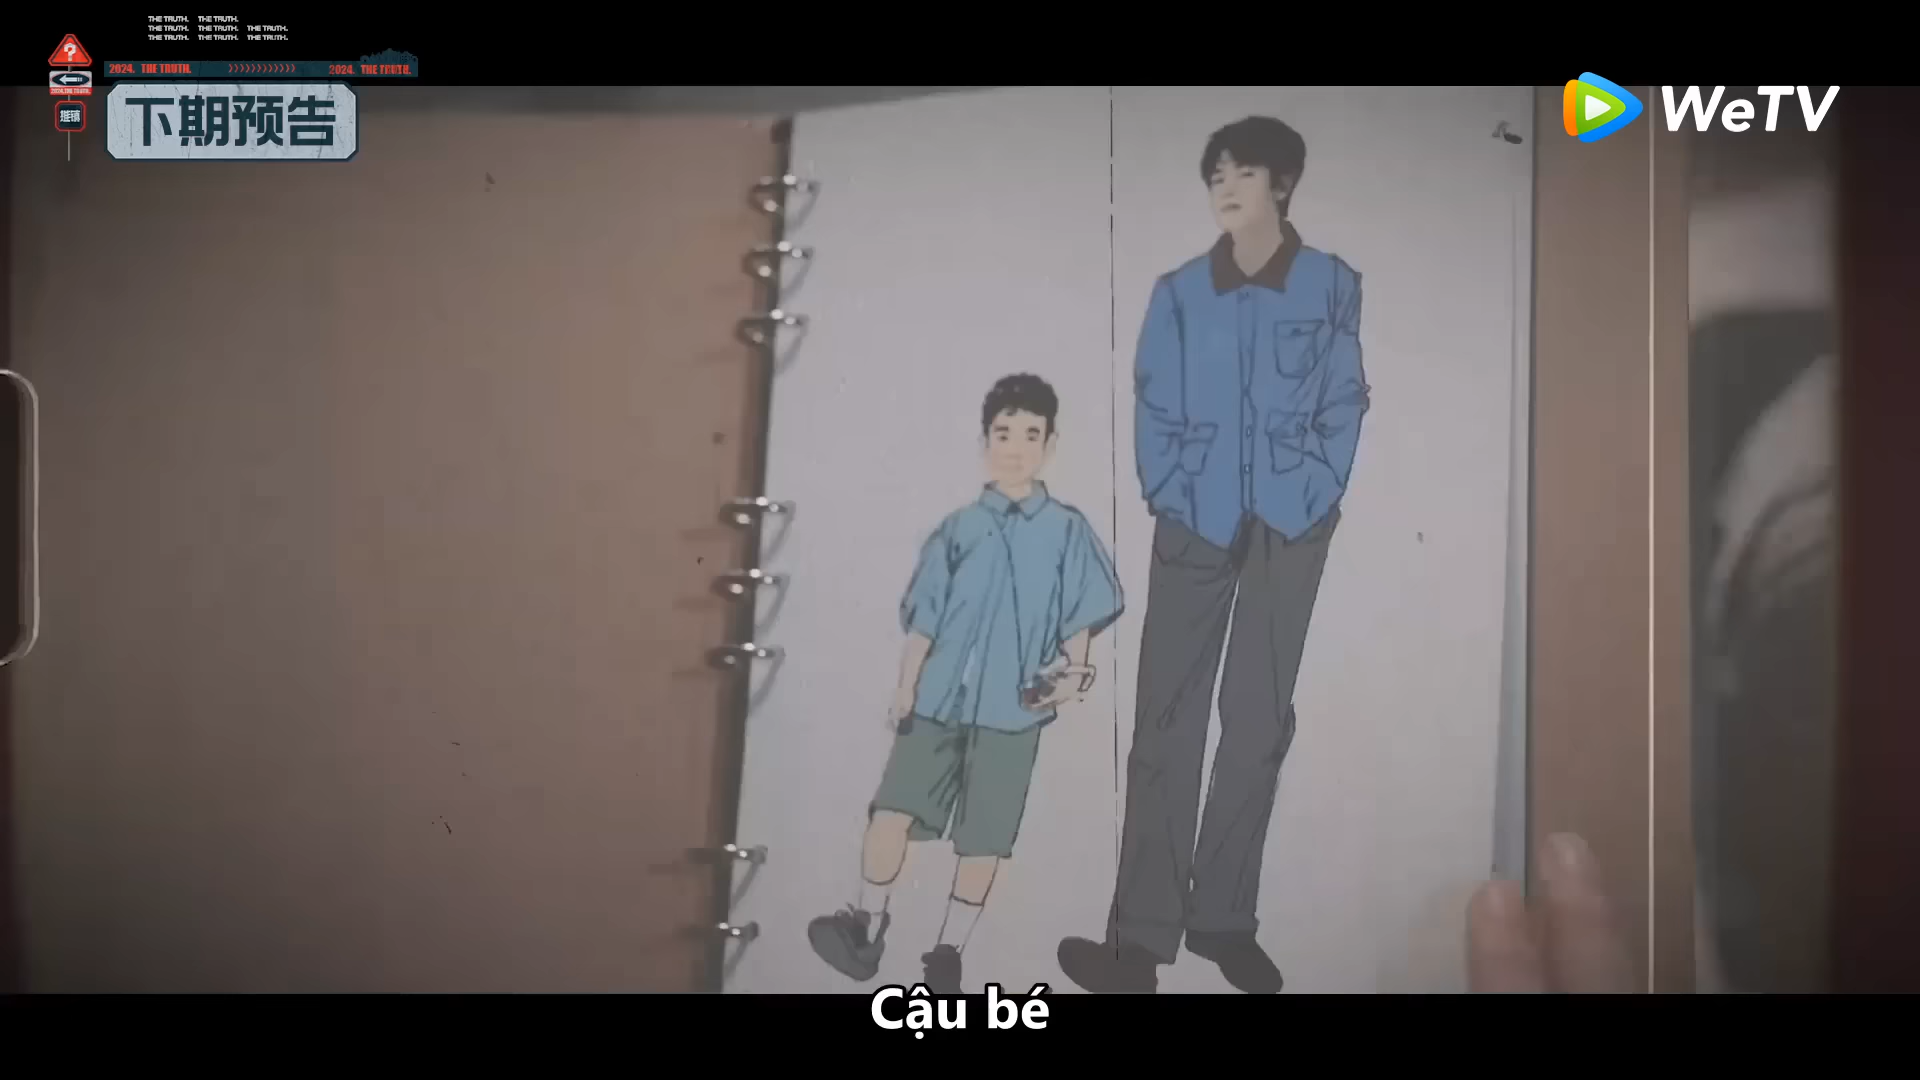 THE TRUTH. THE TRUTH.
THE TRUTH. THE TRUTH. THE TRUTH.
THE TRUTH. THE TRUTH. THE TRUTH.
2024. THE TRUTH. 2024. THE TRUTH.
?
下期预告
WeTV
Cậu bé